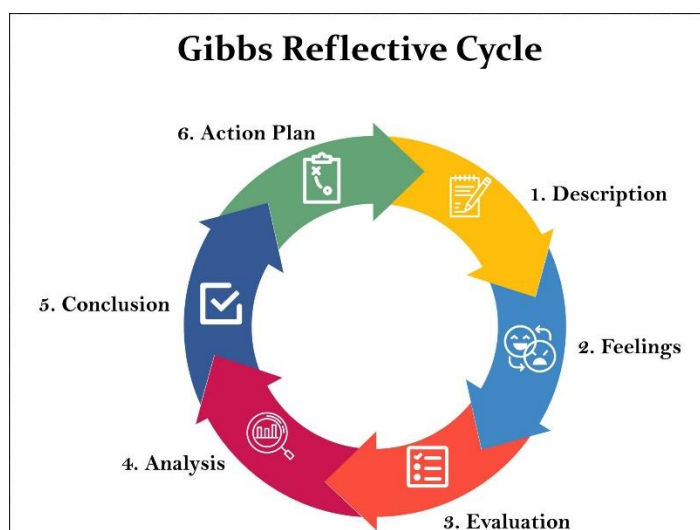 Gibbs Reflective Cycle
6. Action Plan
1. Description
5. Conclusion
2. Feelings
4. Analysis
3. Evaluation